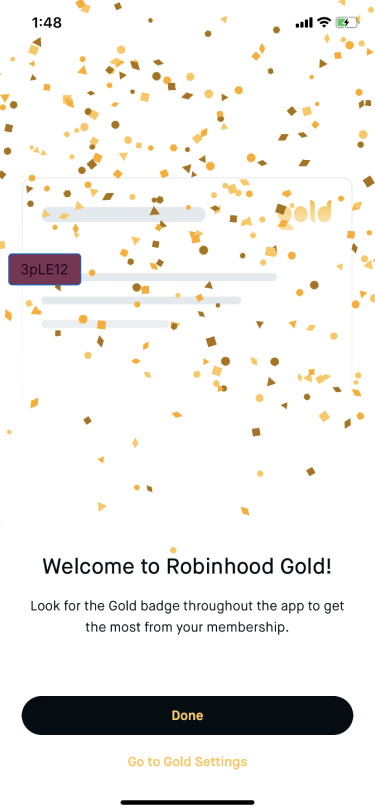 1:48
gold
3pLE12
Welcome to Robinhood Gold!
Look for the Gold badge throughout the app to get
the most from your membership.
Done
Go to Gold Settings